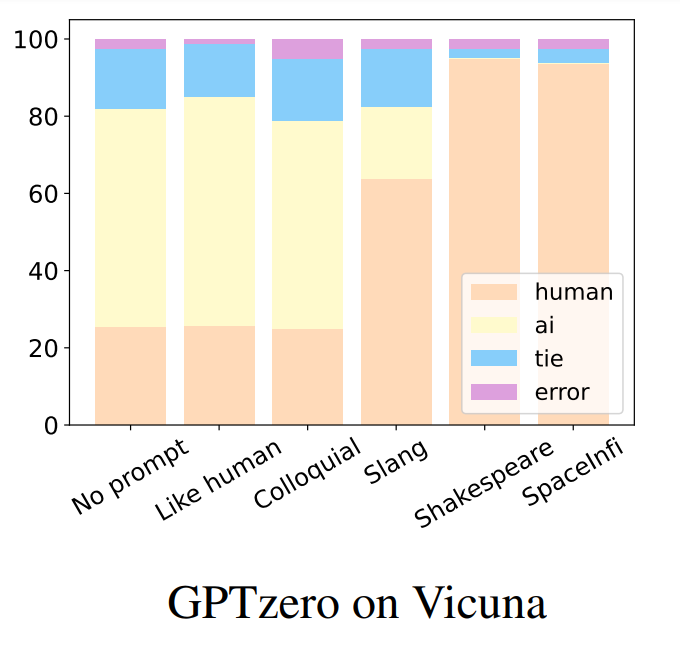 100
80
60
40
20
0
human
ai
tie
error
No prompt
Like human
Colloquial
Slang
Shakespeare
SpaceInfi
GPTzero on Vicuna